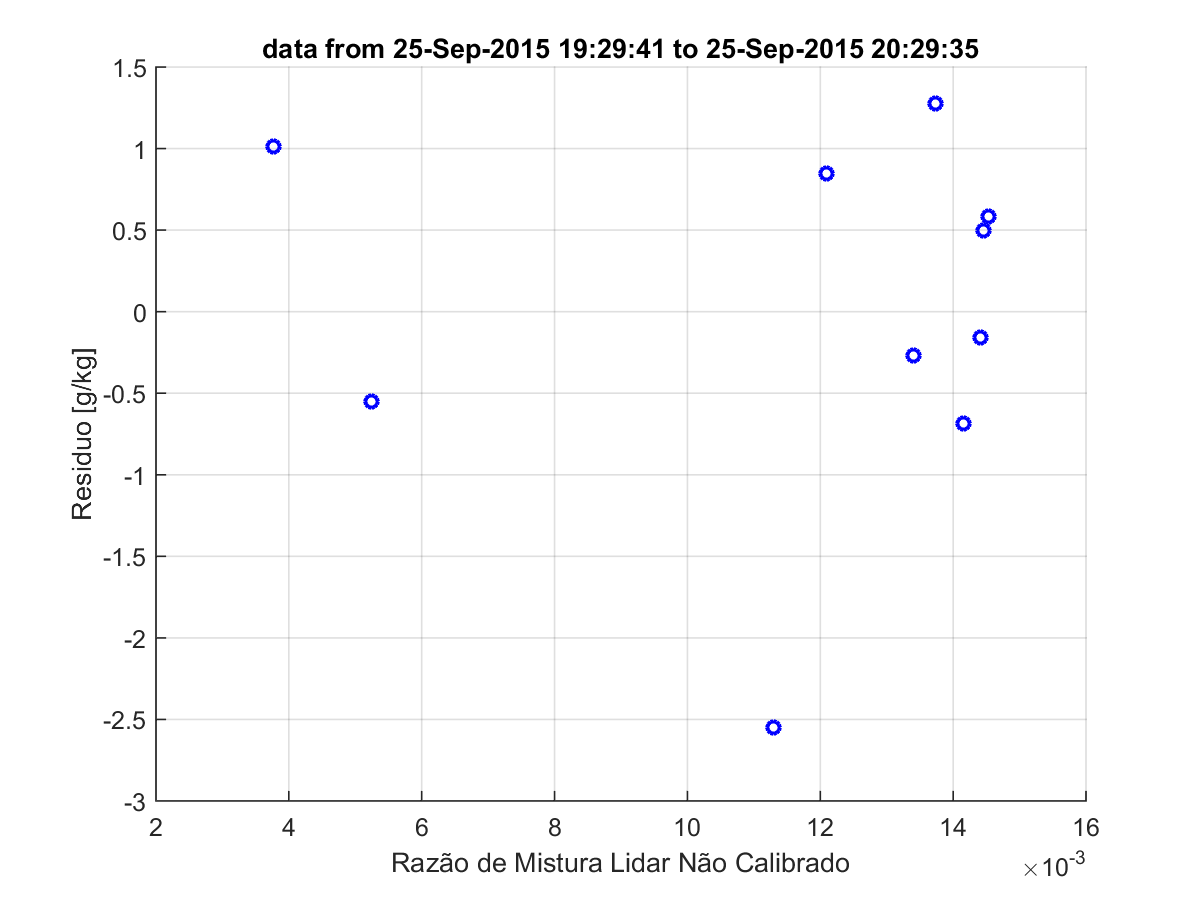 data from 25-Sep-2015 19:29:41 to 25-Sep-2015 20:29:35
1.5
1
0.5
0
-0.5
-1
-1.5
-2
-2.5
-3
Residuo [g/kg]
2 4 6 8 10 12 14 16
Razão de Mistura Lidar Não Calibrado
×10-3